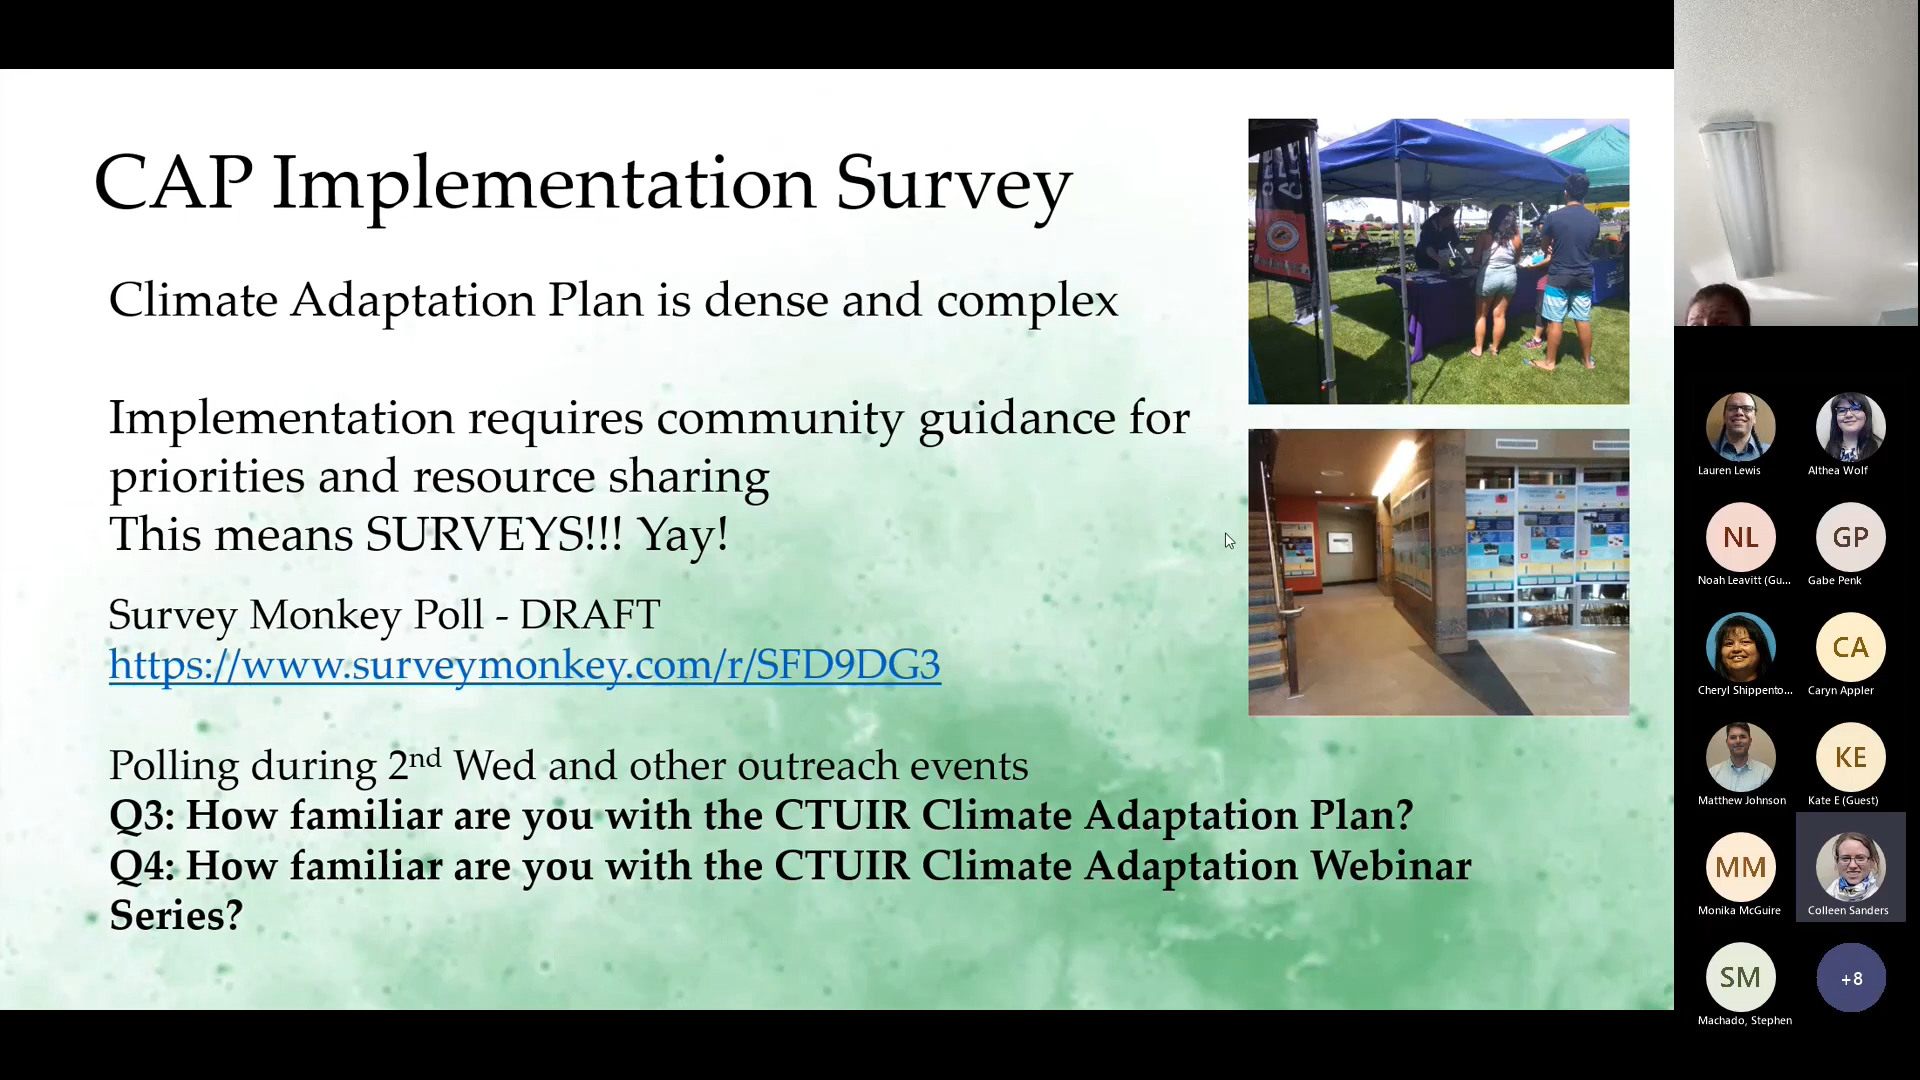 CAP Implementation Survey
Climate Adaptation Plan is dense and complex
Implementation requires community guidance for
priorities and resource sharing
This means SURVEYS!!! Yay!
Survey Monkey Poll - DRAFT
https://www.surveymonkey.com/r/SFD9DG3
Polling during 2nd Wed and other outreach events
Q3: How familiar are you with the CTUIR Climate Adaptation Plan?
Q4: How familiar are you with the CTUIR Climate Adaptation Webinar
Series?
Lauren Lewis
Althea Wolf
NL
GP
Noah Leavitt (Gu...
Gabe Penk
CA
Cheryl Shippento...
Caryn Appler
KE
Matthew Johnson
Kate E (Guest)
MM
Monika McGuire
Colleen Sanders
SM
+8
Machado, Stephen